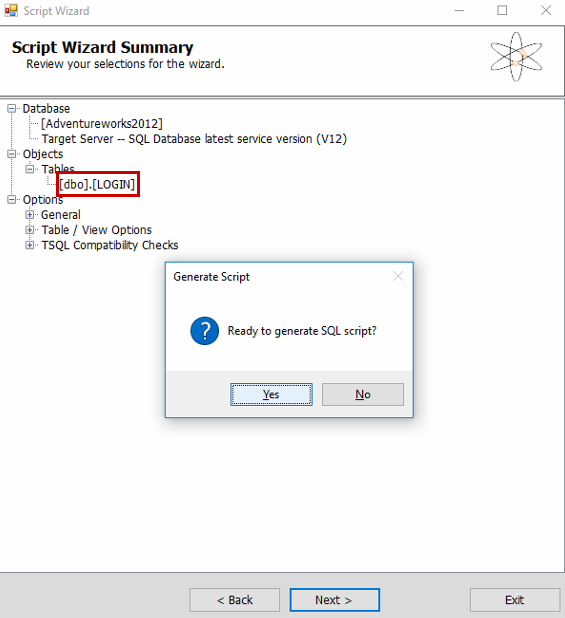 Script Wizard
Script Wizard Summary
Review your selections for the wizard.
Database
[Adventureworks2012]
Target Server -- SQL Database latest service version (V12)
Objects
Tables
[dbo].[LOGIN]
Options
General
Table / View Options
TSQL Compatibility Checks
Generate Script
Ready to generate SQL script?
Yes No
< Back Next > Exit